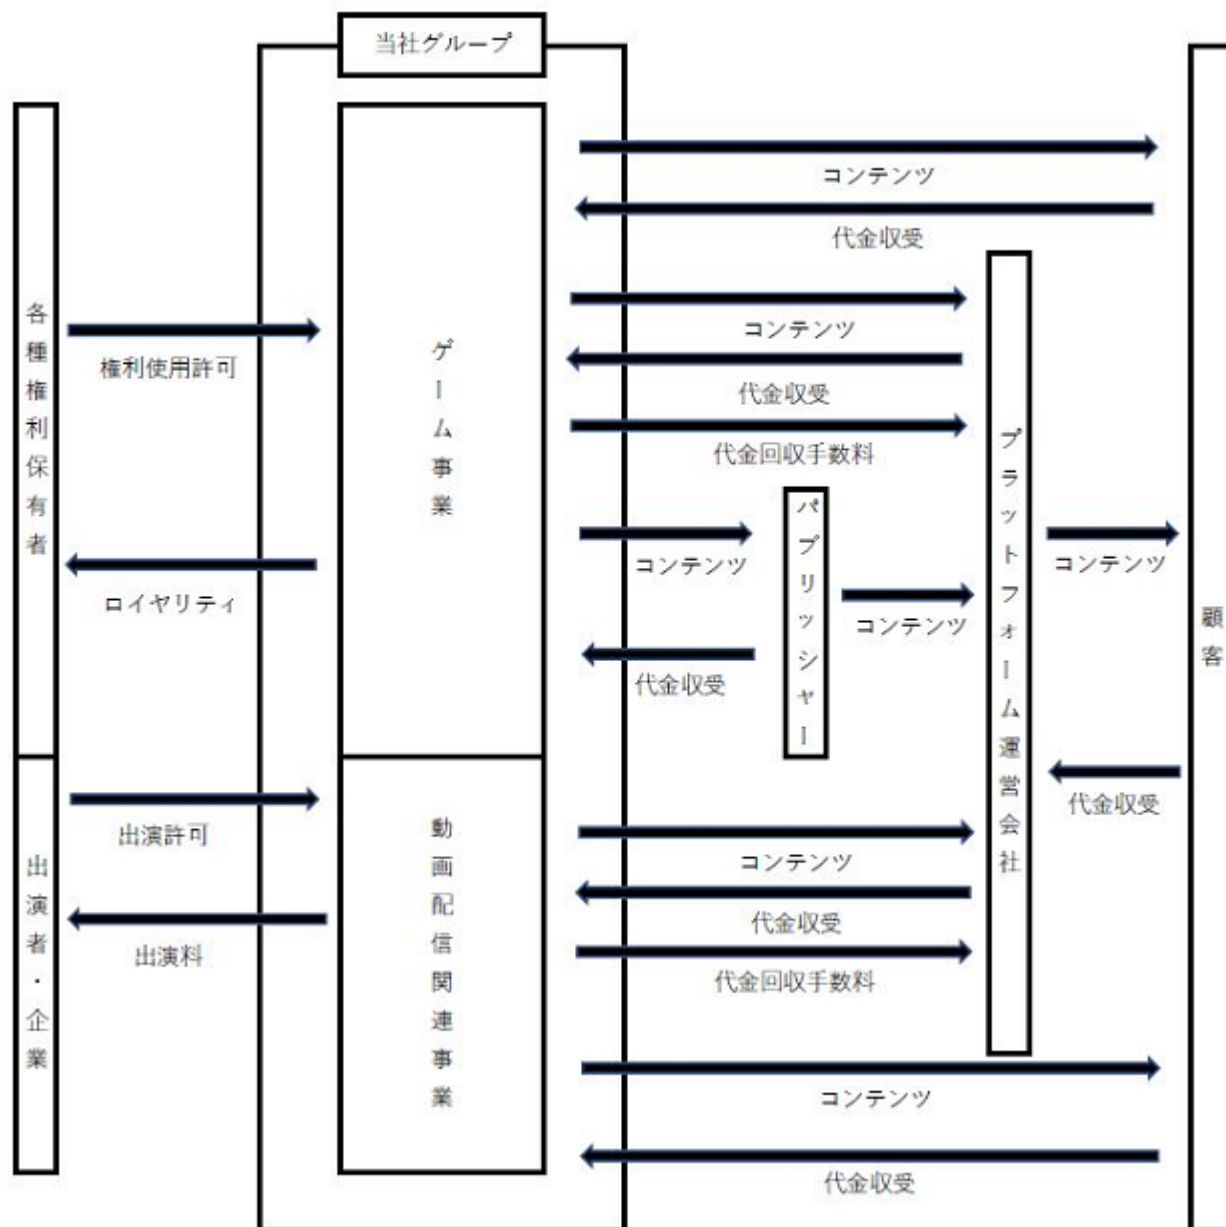 当社グループ
各種権利保有者
出演者・企業
権利使用許可
ロイヤリティ
出演許可
出演料
ゲーム事業
動画配信関連事業
コンテンツ
代金収受
コンテンツ
代金収受
代金回収手数料
コンテンツ
代金収受
パブリッシャー
コンテンツ
プラットフォーム運営会社
コンテンツ
代金収受
コンテンツ
代金収受
代金回収手数料
コンテンツ
代金収受
顧客